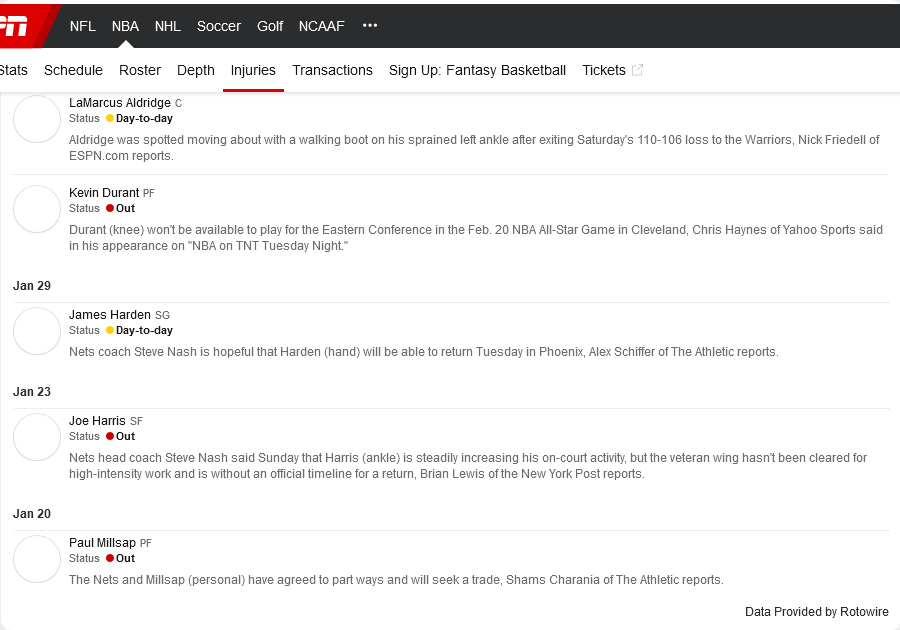 NFL NBA NHL Soccer Golf NCAAF •••
Stats Schedule Roster Depth Injuries Transactions Sign Up: Fantasy Basketball Tickets
LaMarcus Aldridge C
Status Day-to-day
Aldridge was spotted moving about with a walking boot on his sprained left ankle after exiting Saturday's 110-106 loss to the Warriors, Nick Friedell of
ESPN.com reports.
Kevin Durant PF
Status Out
Durant (knee) won't be available to play for the Eastern Conference in the Feb. 20 NBA All-Star Game in Cleveland, Chris Haynes of Yahoo Sports said
in his appearance on "NBA on TNT Tuesday Night."
Jan 29
James Harden SG
Status Day-to-day
Nets coach Steve Nash is hopeful that Harden (hand) will be able to return Tuesday in Phoenix, Alex Schiffer of The Athletic reports.
Jan 23
Joe Harris SF
Status Out
Nets head coach Steve Nash said Sunday that Harris (ankle) is steadily increasing his on-court activity, but the veteran wing hasn't been cleared for
high-intensity work and is without an official timeline for a return, Brian Lewis of the New York Post reports.
Jan 20
Paul Millsap PF
Status Out
The Nets and Millsap (personal) have agreed to part ways and will seek a trade, Shams Charania of The Athletic reports.
Data Provided by Rotowire